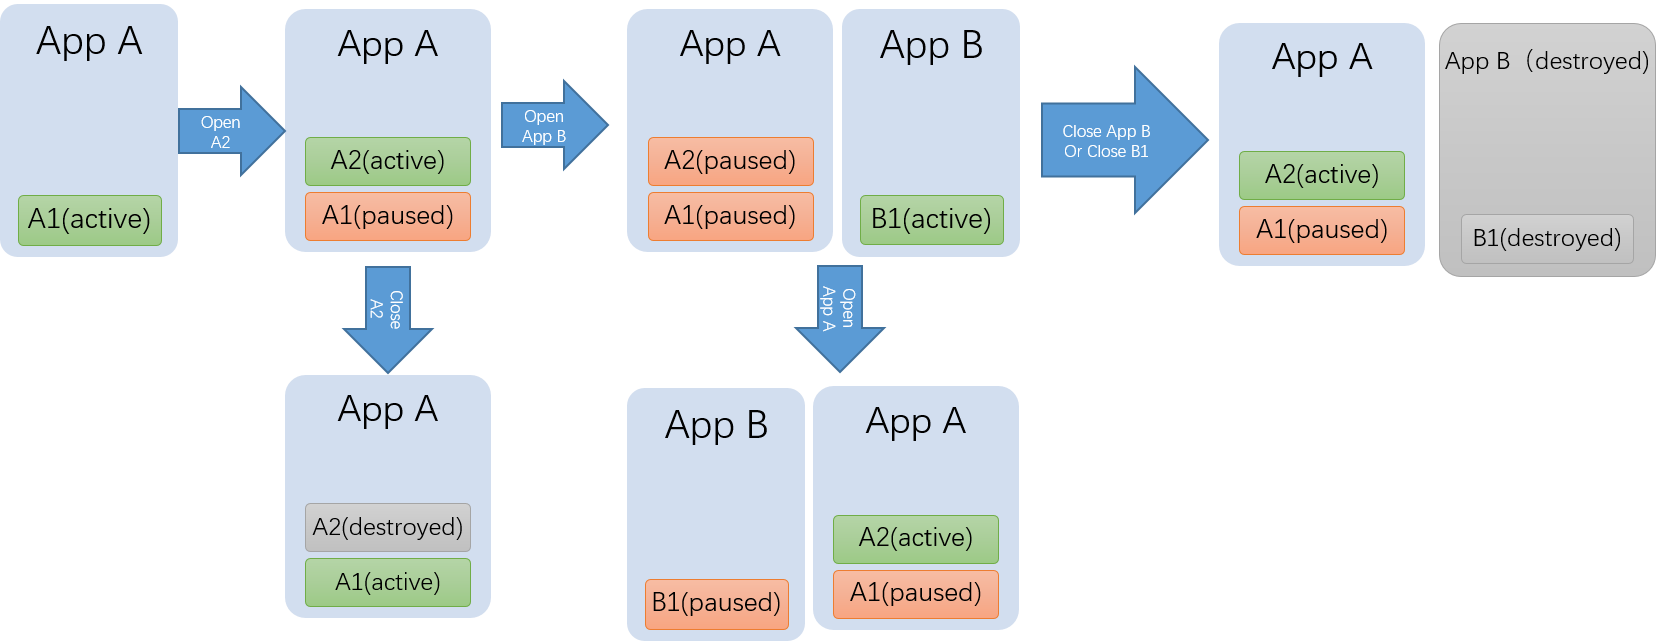 App A
A1(active)
Open
A2
App A
A2(active)
A1(paused)
Open
App B
App A
A2(paused)
A1(paused)
App B
B1(active)
Close App B
Or Close B1
App A
A2(active)
A1(paused)
App B（destroyed)
B1(destroyed)
Close
A2
App A
A2(destroyed)
A1(active)
Open
App A
App B
B1(paused)
App A
A2(active)
A1(paused)